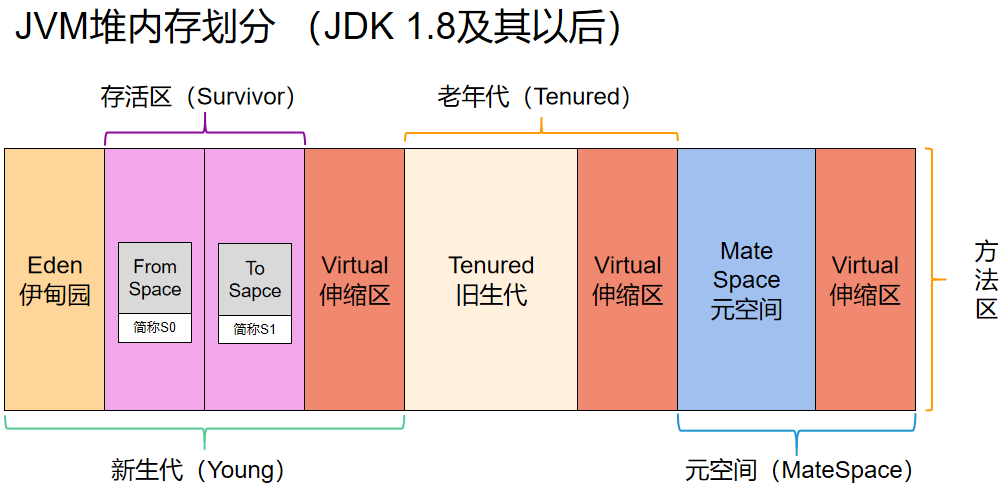 JVM堆内存划分 （JDK 1.8及其以后）
存活区（Survivor）
老年代（Tenured）
Eden
伊甸园
From
Space
简称S0
To
Sapce
简称S1
Virtual
伸缩区
Tenured
旧生代
Virtual
伸缩区
Mate
Space
元空间
Virtual
伸缩区
方
法
区
新生代（Young）
元空间（MateSpace）